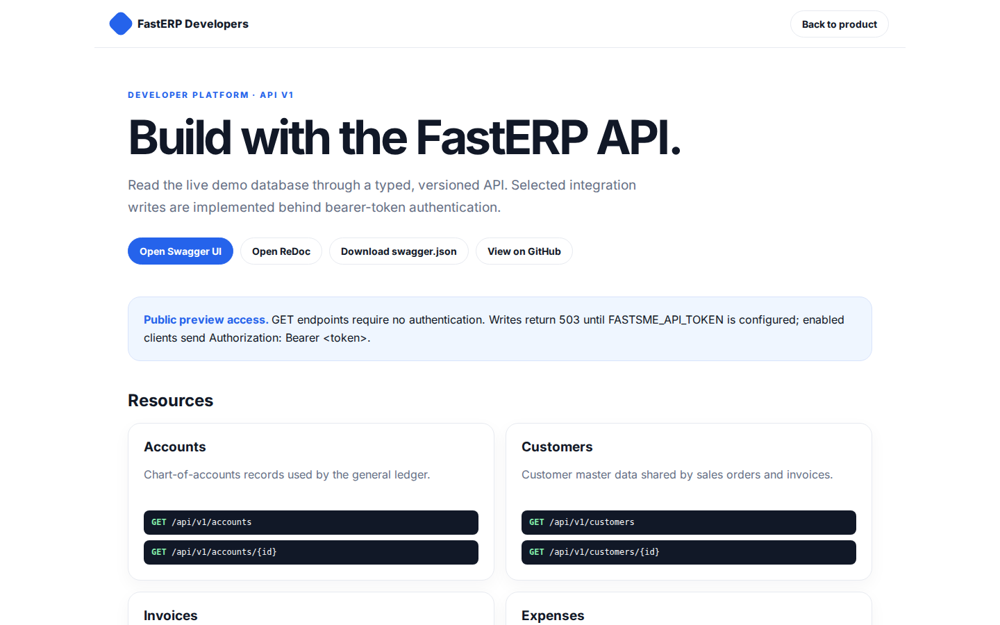 FastERP Developers
Back to product
DEVELOPER PLATFORM · API V1
Build with the FastERP API.
Read the live demo database through a typed, versioned API. Selected integration
writes are implemented behind bearer-token authentication.
Open Swagger UI
Open ReDoc
Download swagger.json
View on GitHub
Public preview access. GET endpoints require no authentication. Writes return 503 until FASTSME_API_TOKEN is configured; enabled
clients send Authorization: Bearer <token>.
Resources
Accounts
Chart-of-accounts records used by the general ledger.
GET /api/v1/accounts
GET /api/v1/accounts/{id}
Customers
Customer master data shared by sales orders and invoices.
GET /api/v1/customers
GET /api/v1/customers/{id}
Invoices
Expenses